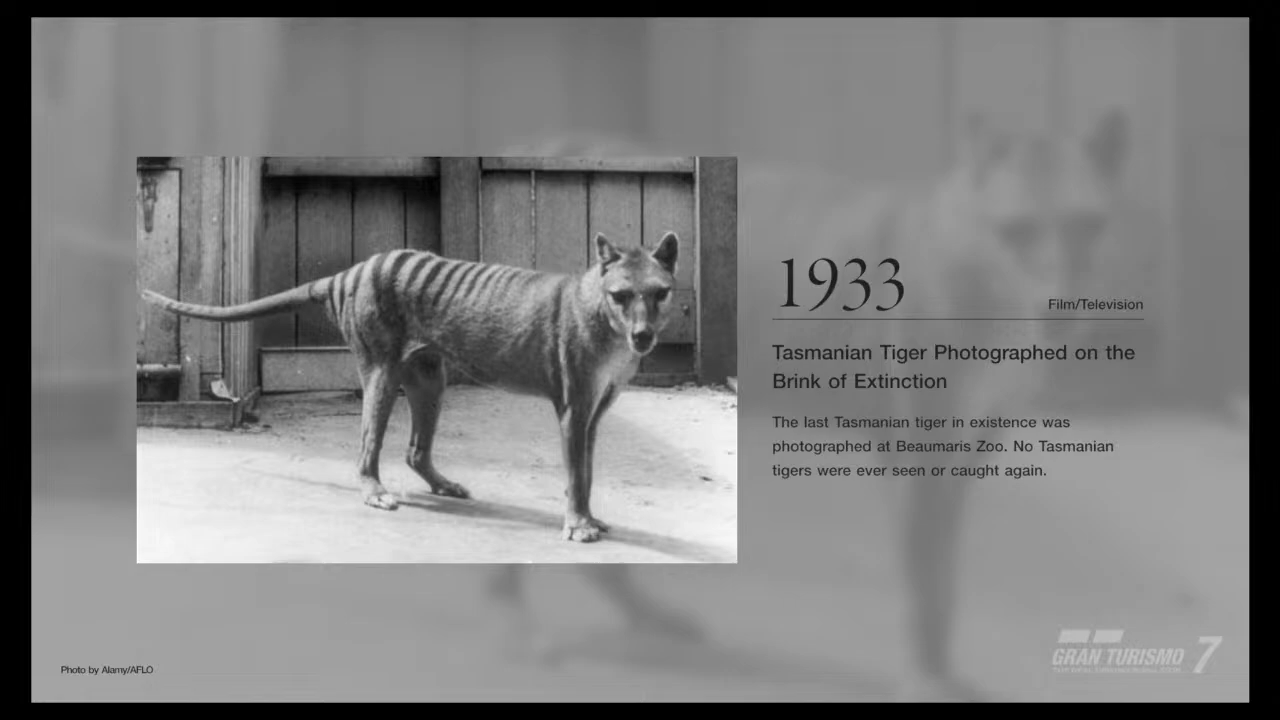 1933
Film/Television
Tasmanian Tiger Photographed on the
Brink of Extinction
The last Tasmanian tiger in existence was
photographed at Beaumaris Zoo. No Tasmanian
tigers were ever seen or caught again.
Photo by Alamy/AFLO
GRAN TURISMO 7